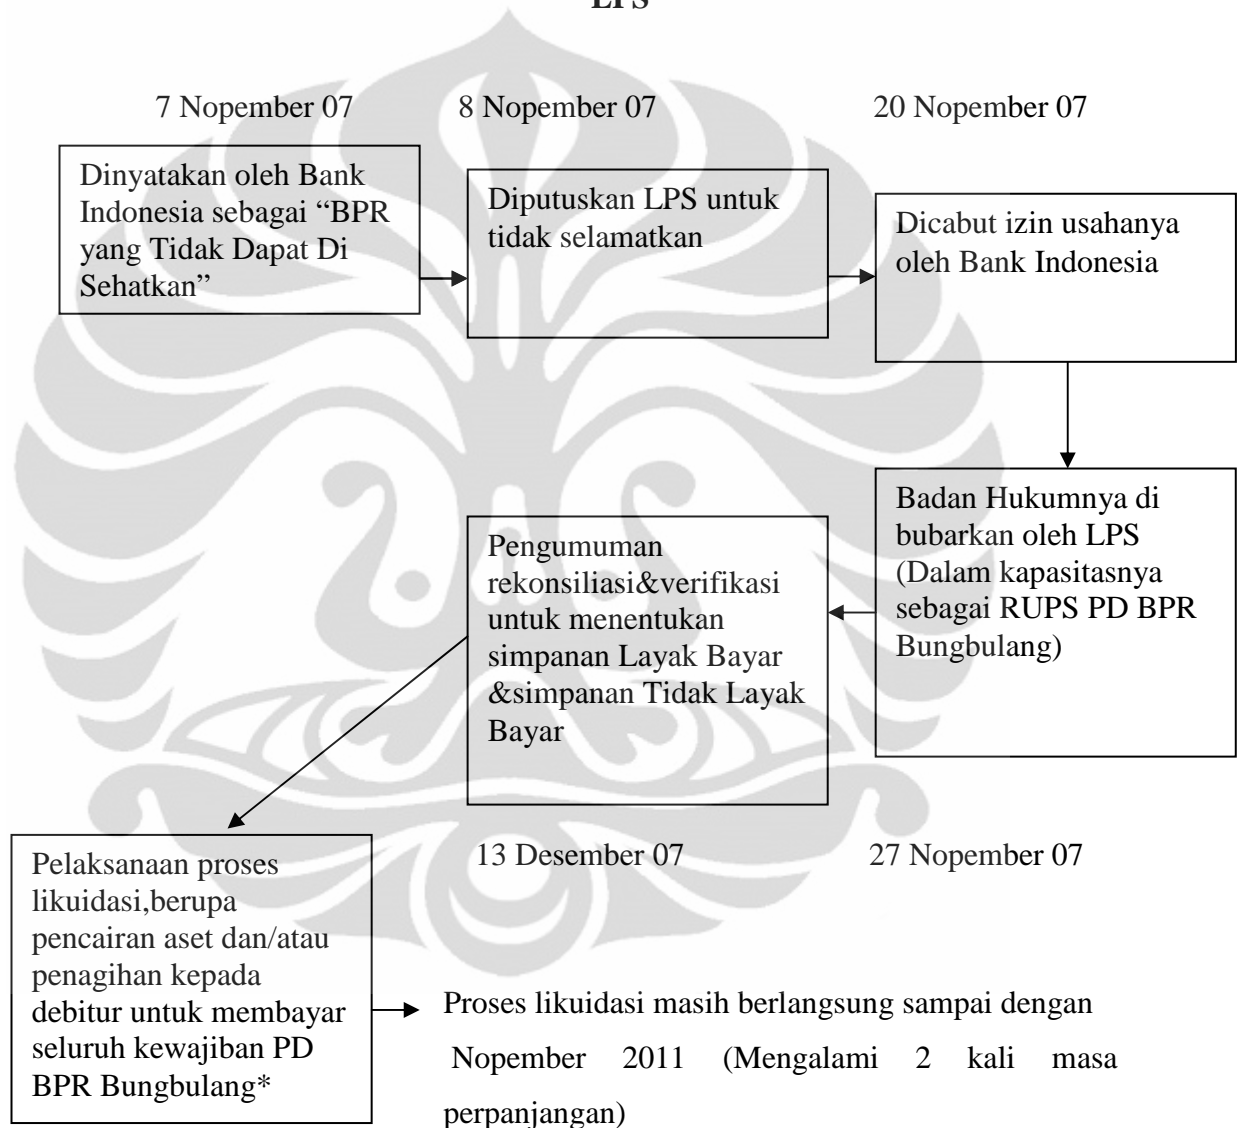 LPS
7 Nopember 07
8 Nopember 07
20 Nopember 07
Dinyatakan oleh Bank
Indonesia sebagai “BPR
yang Tidak Dapat Di
Sehatkan”
Diputuskan LPS untuk
tidak selamatkan
Dicabut izin usahanya
oleh Bank Indonesia
Badan Hukumnya di
bubarkan oleh LPS
(Dalam kapasitasnya
sebagai RUPS PD BPR
Bungbulang)
Pengumuman
rekonsiliasi&verifikasi
untuk menentukan
simpanan Layak Bayar
&simpanan Tidak Layak
Bayar
13 Desember 07
27 Nopember 07
Pelaksanaan proses
likuidasi,berupa
pencairan aset dan/atau
penagihan kepada
debitur untuk membayar
seluruh kewajiban PD
BPR Bungbulang*
Proses likuidasi masih berlangsung sampai dengan
Nopember 2011 (Mengalami 2 kali masa
perpanjangan)